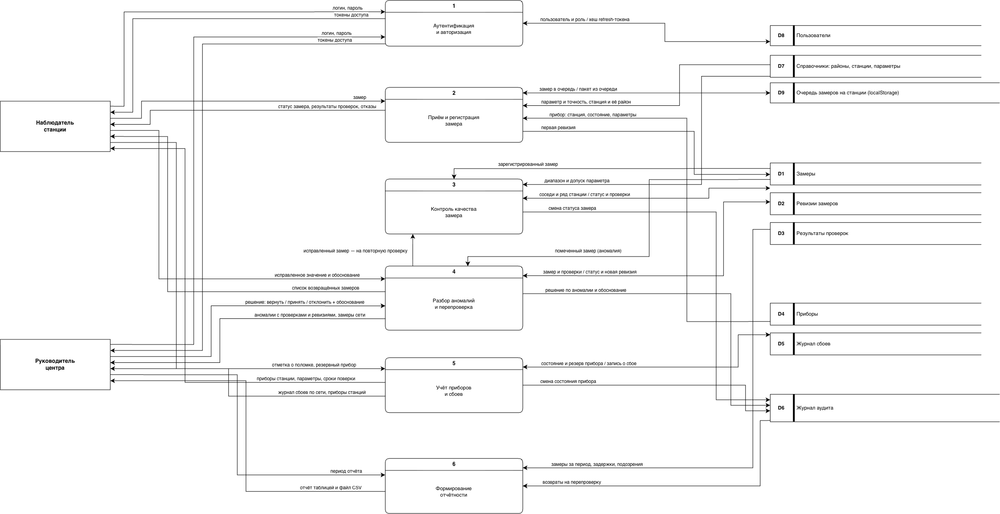 1
логин, пароль
токены доступа
Аутентификация
и авторизация
пользователь и роль / хеш refresh-токена
логин, пароль
токены доступа
D8
Пользователи
D7
Справочники: районы, станции, параметры
2
замер в очередь / пакет из очереди
D9
Очередь замеров на станции (localStorage)
замер
параметр и точность, станция и её район
статус замера, результаты проверок, отказы
Приём и регистрация
замера
прибор: станция, состояние, параметры
первая ревизия
Наблюдатель
станции
зарегистрированный замер
D1
Замеры
3
диапазон и допуск параметра
соседи и ряд станции / статус и проверки
Контроль качества
замера
смена статуса замера
D2
Ревизии замеров
D3
Результаты проверок
исправленный замер — на повторную проверку
помеченный замер (аномалия)
4
исправленное значение и обоснование
замер и проверки / статус и новая ревизия
список возвращённых замеров
решение по аномалии и обоснование
Разбор аномалий
и перепроверка
решение: вернуть / принять / отклонить + обоснование
аномалии с проверками и ревизиями, замеры сети
D4
Приборы
D5
Журнал сбоев
Руководитель
центра
5
отметка о поломке, резервный прибор
состояние и резерв прибора / запись о сбое
приборы станции, параметры, сроки поверки
смена состояния прибора
Учёт приборов
и сбоев
журнал сбоев по сети, приборы станций
D6
Журнал аудита
6
замеры за период, задержки, подозрения
период отчёта
возвраты на перепроверку
отчёт таблицей и файл CSV
Формирование
отчётности